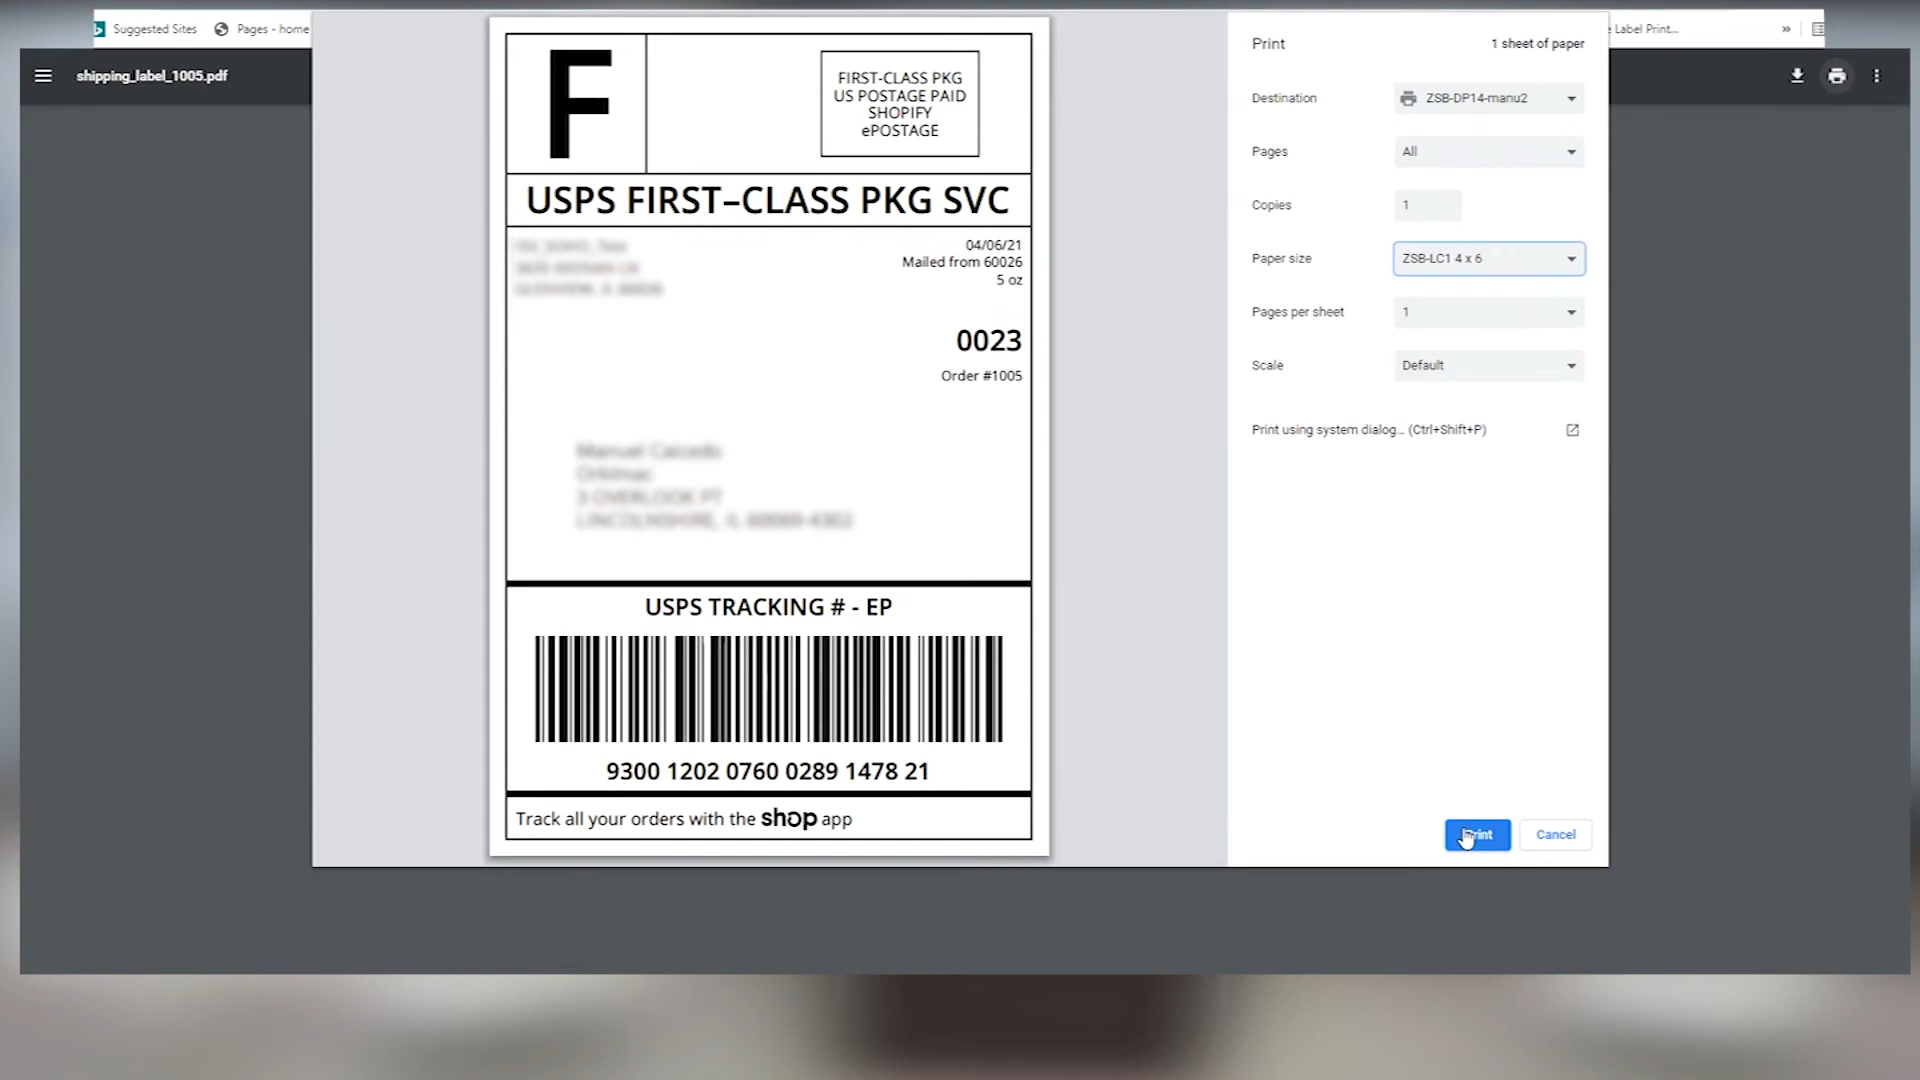 Suggested Sites
Pages - home
Label Print...
»
shipping_label_1005.pdf
F
FIRST-CLASS PKG
US POSTAGE PAID
SHOPIFY
ePOSTAGE
USPS FIRST–CLASS PKG SVC
04/06/21
Mailed from 60026
5 oz
0023
Order #1005
USPS TRACKING # - EP
9300 1202 0760 0289 1478 21
Track all your orders with the shop app
Print
1 sheet of paper
Destination
ZSB-DP14-manu2
Pages
All
Copies
1
Paper size
ZSB-LC1 4 x 6
Pages per sheet
1
Scale
Default
Print using system dialog... (Ctrl+Shift+P)
Cancel